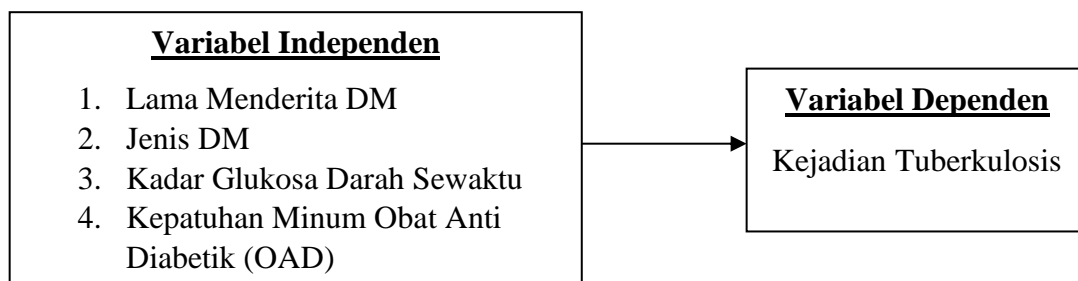 Variabel Independen
1. Lama Menderita DM
2. Jenis DM
3. Kadar Glukosa Darah Sewaktu
4. Kepatuhan Minum Obat Anti
Diabetik (OAD)
Variabel Dependen
Kejadian Tuberkulosis